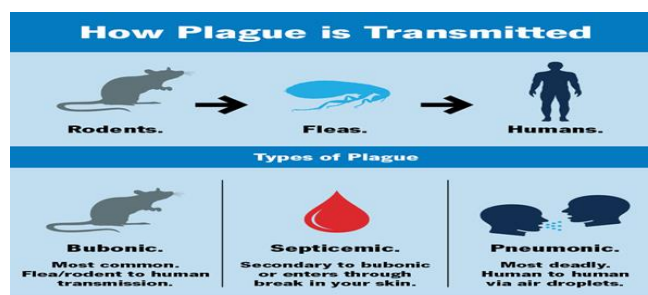 How Plague is Transmitted
Rodents.
Fleas.
Humans.
Types of Plague
Bubonic.
Most common.
Flea/rodent to human
transmission.
Septicemic.
Secondary to bubonic
or enters through
break in your skin.
Pneumonic.
Most deadly.
Human to human
via air droplets.